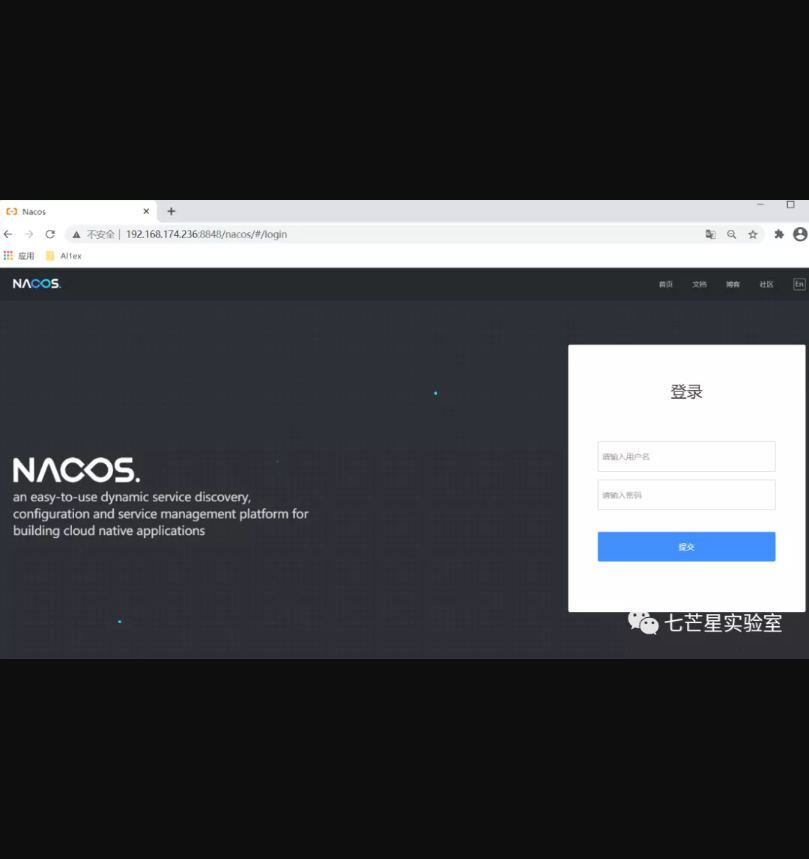 Nacos
不安全 | 192.168.174.236:8848/nacos/#/login
应用 Altex
NACOS.
首页 文档 博客 社区 En
登录
请输入用户名
请输入密码
提交
NACOS.
an easy-to-use dynamic service discovery,
configuration and service management platform for
building cloud native applications
七芒星实验室